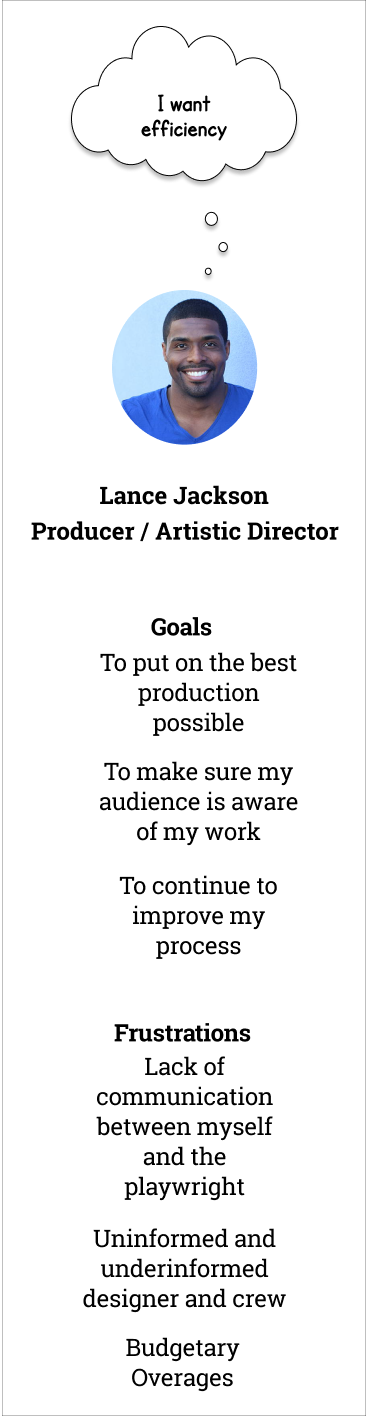 I want
efficiency
Lance Jackson
Producer / Artistic Director
Goals
To put on the best
production
possible
To make sure my
audience is aware
of my work
To continue to
improve my
process
Frustrations
Lack of
communication
between myself
and the
playwright
Uninformed and
underinformed
designer and crew
Budgetary
Overages